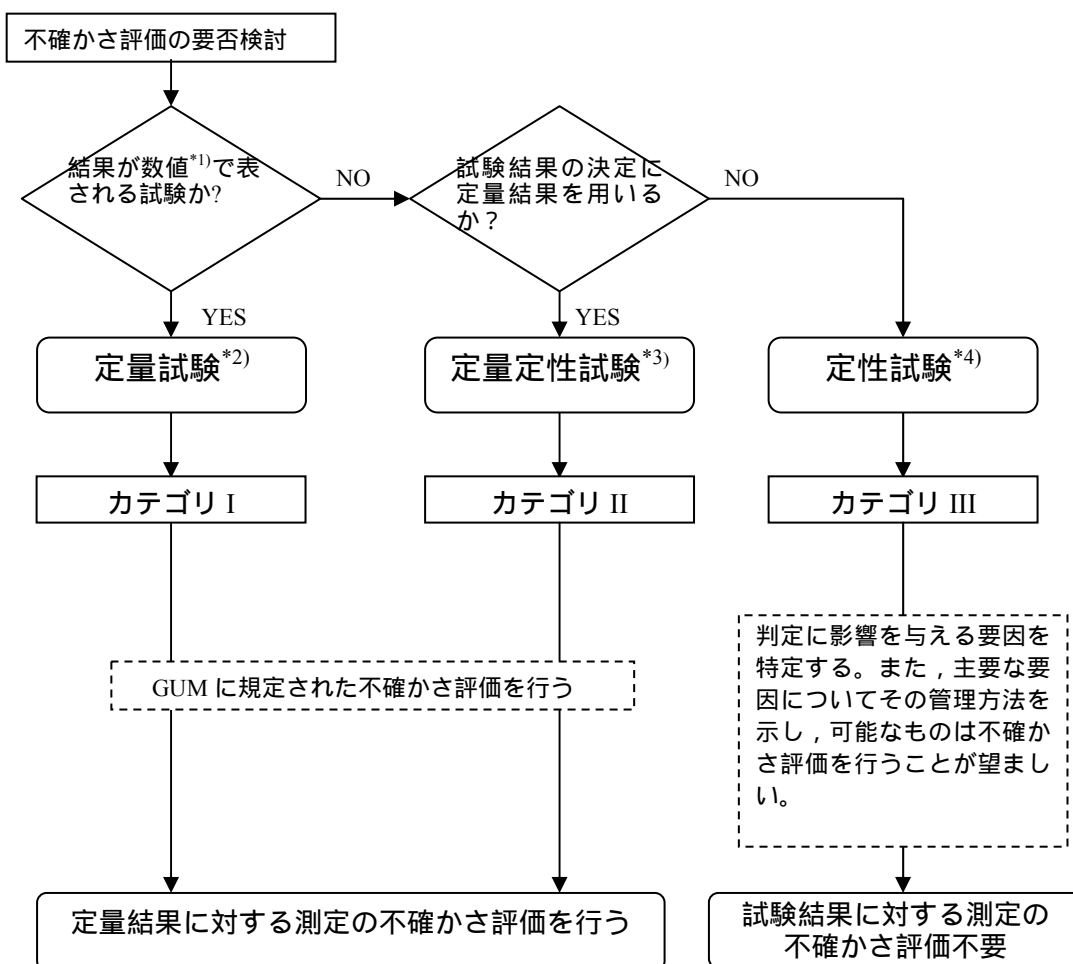 不確かさ評価の要否検討
結果が数値*1)で表
される試験か?
NO
試験結果の決定に
定量結果を用いる
か？
NO
YES
YES
定量試験*2)
定量定性試験*3)
定性試験*4)
カテゴリ I
カテゴリ II
カテゴリ III
判定に影響を与える要因を
特定する。また，主要な要
因についてその管理方法を
示し，可能なものは不確か
さ評価を行うことが望まし
い。
GUM に規定された不確かさ評価を行う
定量結果に対する測定の不確かさ評価を行う
試験結果に対する測定の
不確かさ評価不要